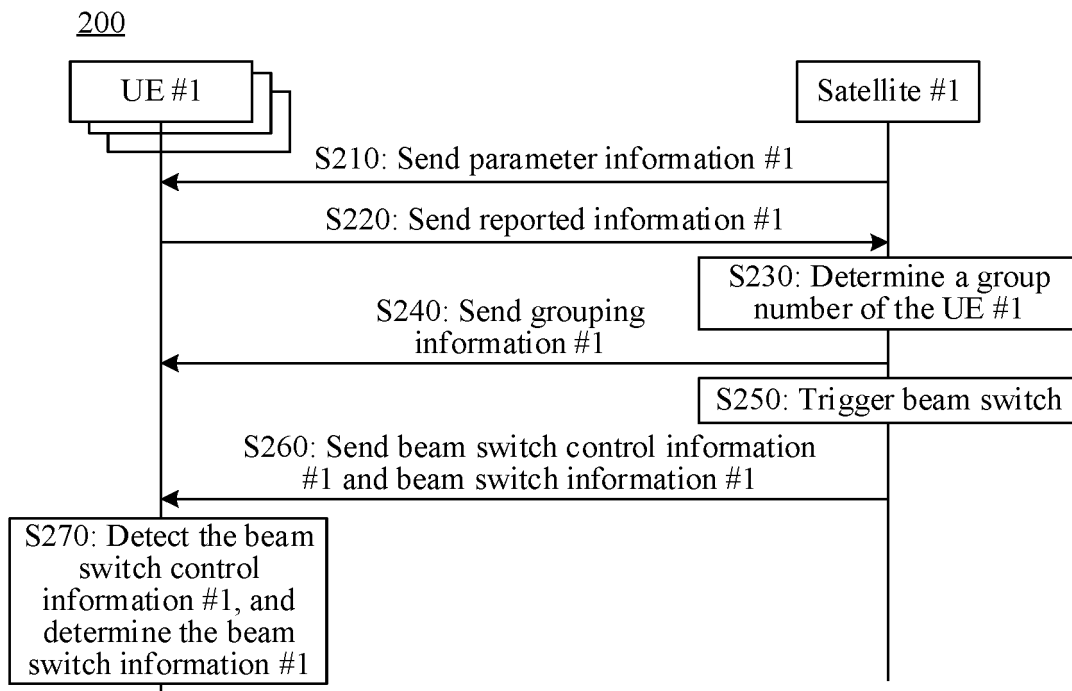 200
UE #1
Satellite #1
S210: Send parameter information #1
S220: Send reported information #1
S230: Determine a group
number of the UE #1
S240: Send grouping
information #1
S250: Trigger beam switch
S260: Send beam switch control information
#1 and beam switch information #1
S270: Detect the beam
switch control
information #1, and
determine the beam
switch information #1